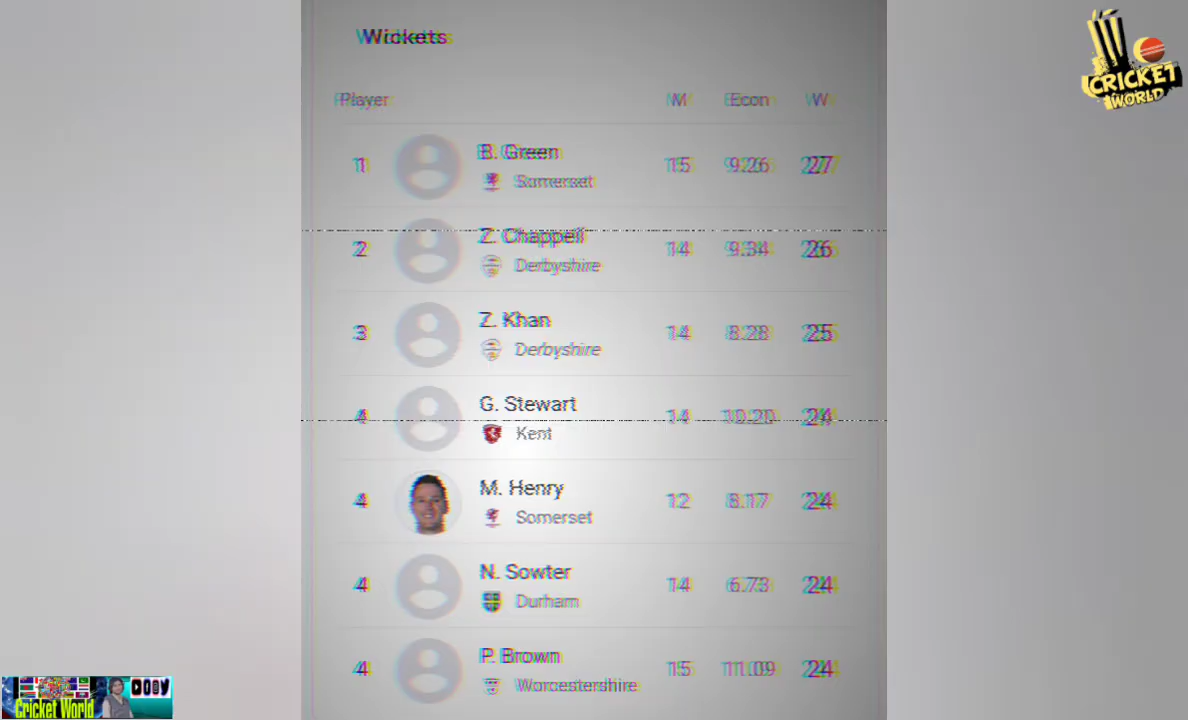 Wickets
CRICKET
WORLD
Player M Econ W
1 B. Green 15 9.26 27
Somerset
2 Z. Chappell 14 9.34 26
Derbyshire
3 Z. Khan 14 8.28 25
Derbyshire
4 G. Stewart 14 10.20 24
Kent
4 M. Henry 12 8.17 24
Somerset
4 N. Sowter 14 6.73 24
Durham
4 P. Brown 15 11.09 24
Worcestershire
Cricket World